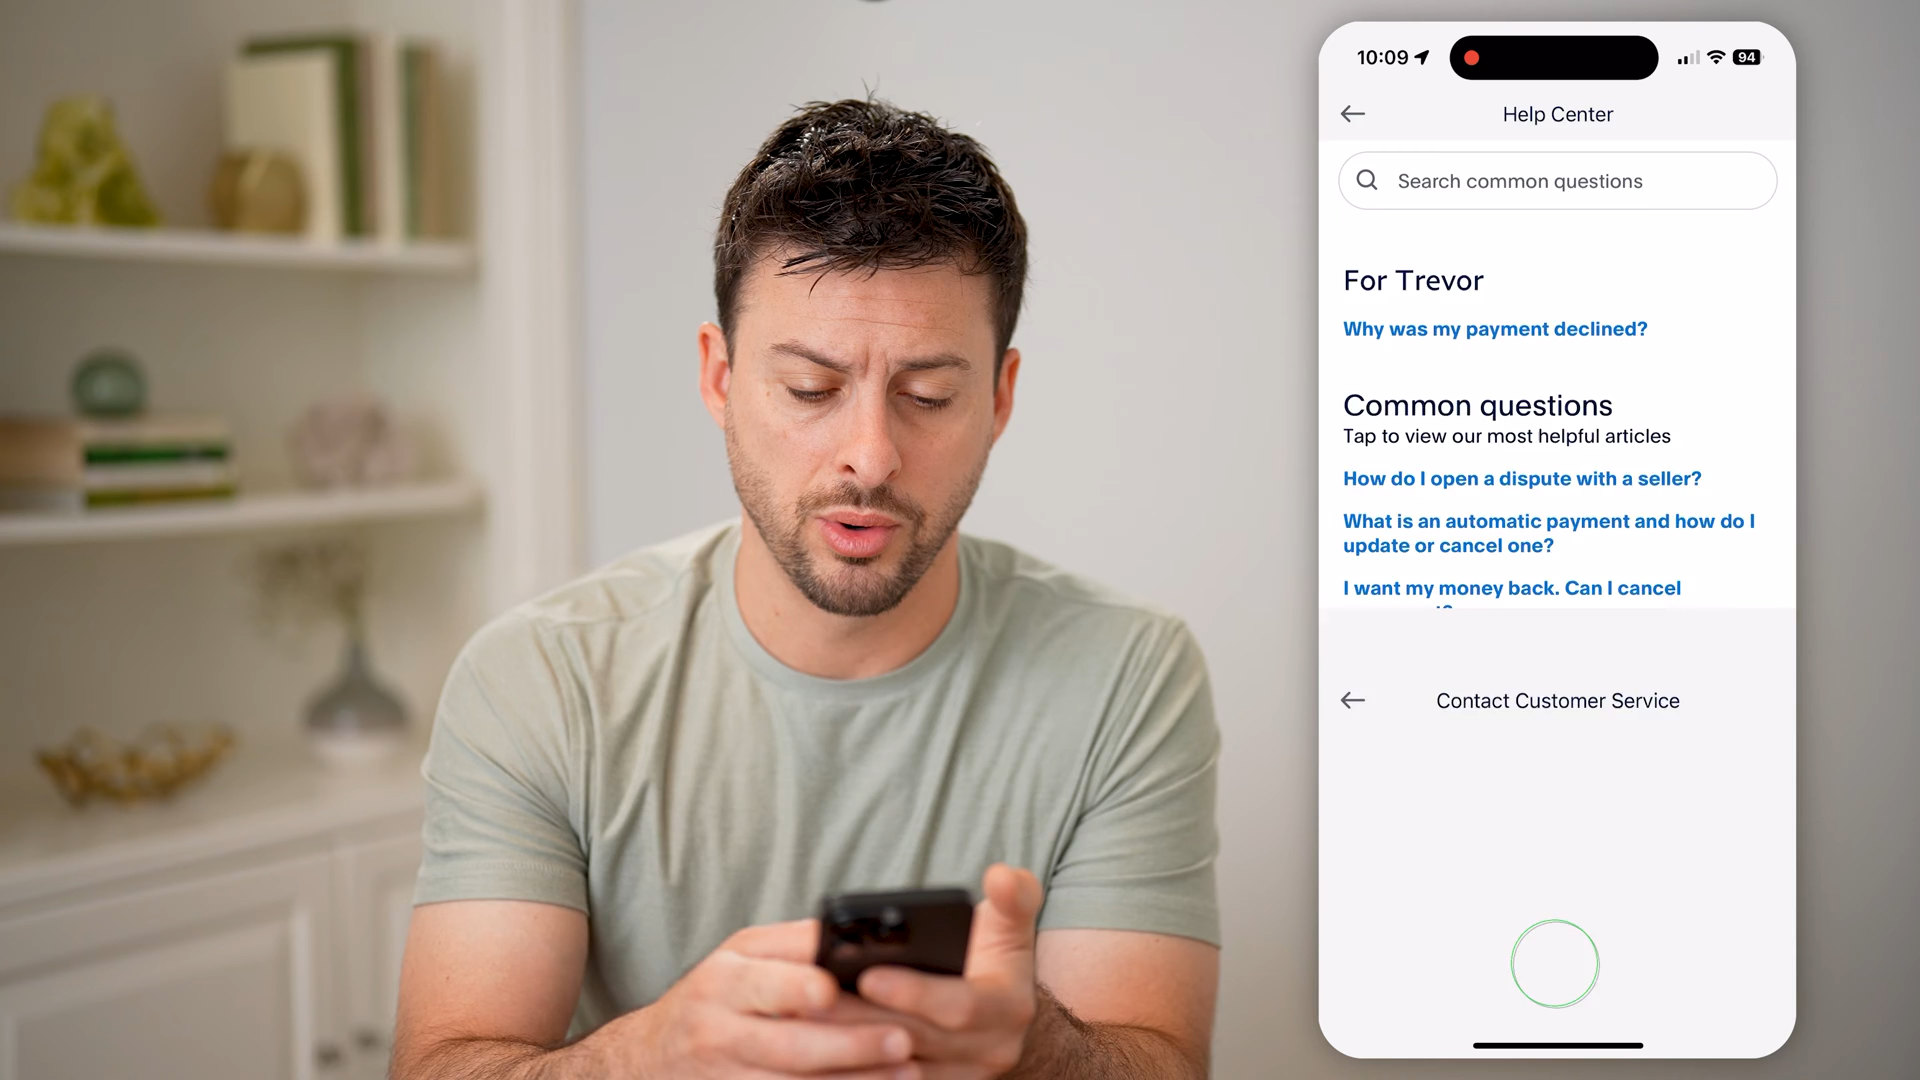 10:09
94
Help Center
Search common questions
For Trevor
Why was my payment declined?
Common questions
Tap to view our most helpful articles
How do I open a dispute with a seller?
What is an automatic payment and how do I
update or cancel one?
I want my money back. Can I cancel
Contact Customer Service